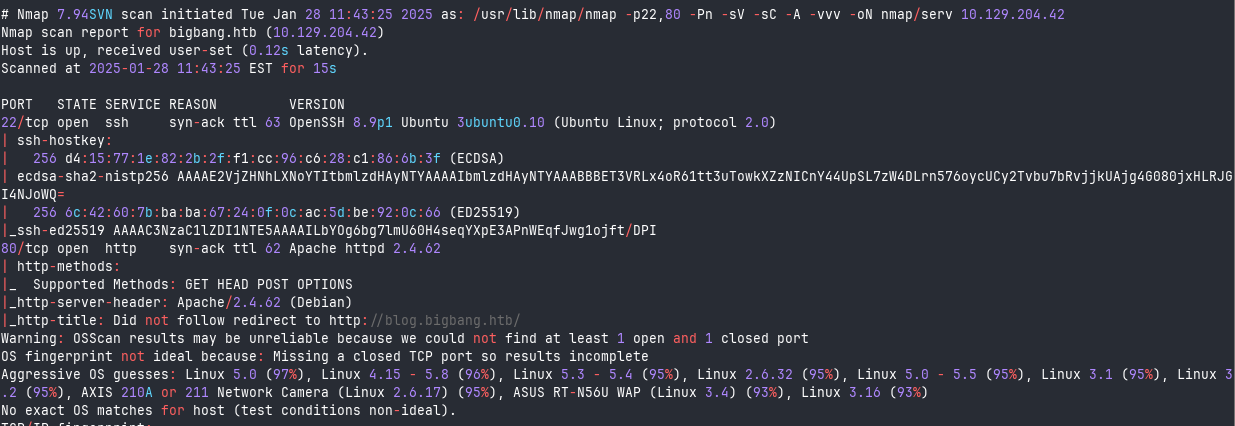 # Nmap 7.94SVN scan initiated Tue Jan 28 11:43:25 2025 as: /usr/lib/nmap/nmap -p22,80 -Pn -sV -sC -A -vvv -oN nmap/serv 10.129.204.42
Nmap scan report for bigbang.htb (10.129.204.42)
Host is up, received user-set (0.12s latency).
Scanned at 2025-01-28 11:43:25 EST for 15s
PORT   STATE SERVICE REASON         VERSION
22/tcp open  ssh     syn-ack ttl 63 OpenSSH 8.9p1 Ubuntu 3ubuntu0.10 (Ubuntu Linux; protocol 2.0)
| ssh-hostkey:
|   256 d4:15:77:1e:82:2b:2f:f1:cc:96:c6:28:c1:86:6b:3f (ECDSA)
| ecdsa-sha2-nistp256 AAAAE2VjZHNhLXNoYTItbmlzdHAyNTYAAAAIbmlzdHAyNTYAAABBBET3VRLx4oR61tt3uTowkXZzNICnY44UpSL7zW4DLrn576oycUCy2Tvbu7bRvjjkUAjg4G080jxHLRJG
I4NJoWQ=
|   256 6c:42:60:7b:ba:ba:67:24:0f:0c:ac:5d:be:92:0c:66 (ED25519)
|_ssh-ed25519 AAAAC3NzaC1lZDI1NTE5AAAAILbYOg6bg7lmU60H4seqYXpE3APnWEqfJwg1ojft/DPI
80/tcp open  http    syn-ack ttl 62 Apache httpd 2.4.62
| http-methods:
|_  Supported Methods: GET HEAD POST OPTIONS
|_http-server-header: Apache/2.4.62 (Debian)
|_http-title: Did not follow redirect to http://blog.bigbang.htb/
Warning: OSScan results may be unreliable because we could not find at least 1 open and 1 closed port
OS fingerprint not ideal because: Missing a closed TCP port so results incomplete
Aggressive OS guesses: Linux 5.0 (97%), Linux 4.15 - 5.8 (96%), Linux 5.3 - 5.4 (95%), Linux 2.6.32 (95%), Linux 5.0 - 5.5 (95%), Linux 3.1 (95%), Linux 3
.2 (95%), AXIS 210A or 211 Network Camera (Linux 2.6.17) (95%), ASUS RT-N56U WAP (Linux 3.4) (93%), Linux 3.16 (93%)
No exact OS matches for host (test conditions non-ideal).
TCP/IP fingerprint: